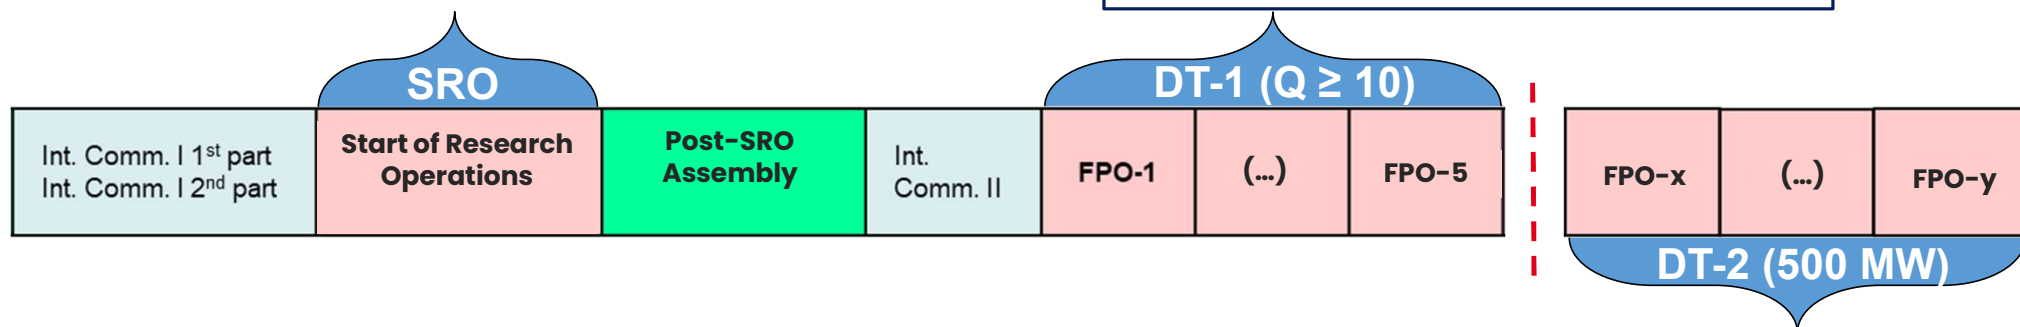 SRO
DT-1 (Q ≥ 10)
Int. Comm. I 1st part
Int. Comm. I 2nd part
Start of Research
Operations
Post-SRO
Assembly
Int.
Comm. II
FPO-1
(...)
FPO-5
FPO-x
(...)
FPO-y
DT-2 (500 MW)